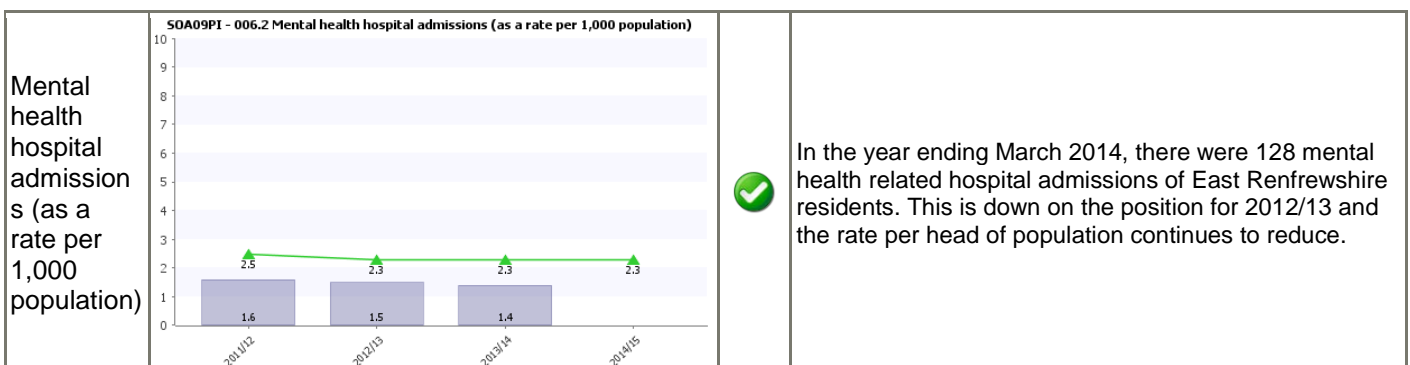 Mental
health
hospital
admission
s (as a
rate per
1,000
population)
SOA09PI - 006.2 Mental health hospital admissions (as a rate per 1,000 population)
10
9
8
7
6
5
4
3
2
1
0
2.5
2.3
2.3
2.3
1.6
1.5
1.4
2011/12
2012/13
2013/14
2014/15
In the year ending March 2014, there were 128 mental
health related hospital admissions of East Renfrewshire
residents. This is down on the position for 2012/13 and
the rate per head of population continues to reduce.